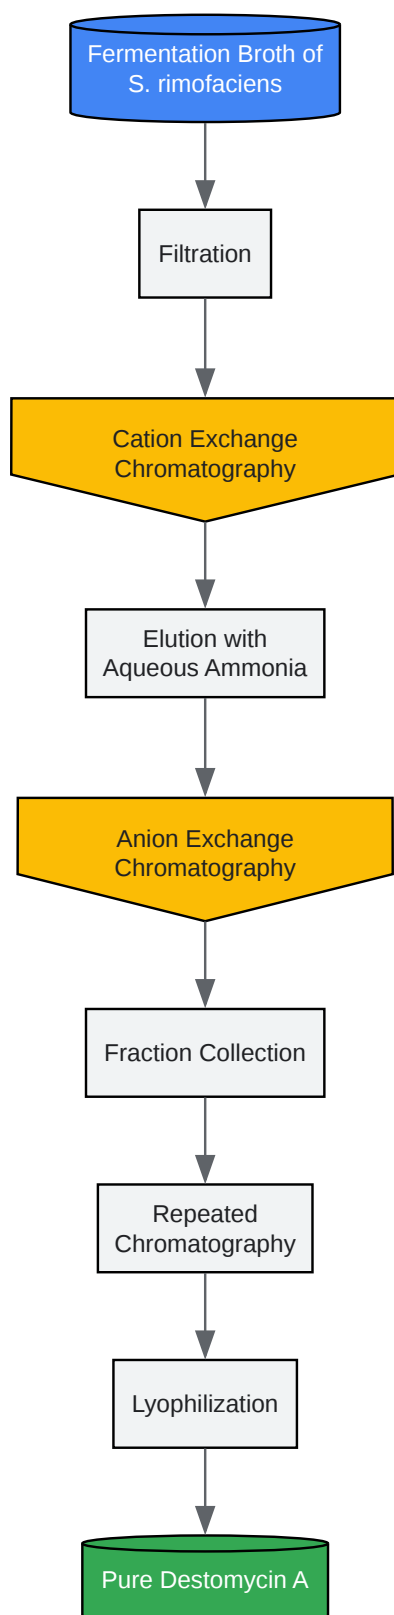 Fermentation Broth of
S. rimofaciens
Filtration
Cation Exchange
Chromatography
Elution with
Aqueous Ammonia
Anion Exchange
Chromatography
Fraction Collection
Repeated
Chromatography
Lyophilization
Pure Destomycin A